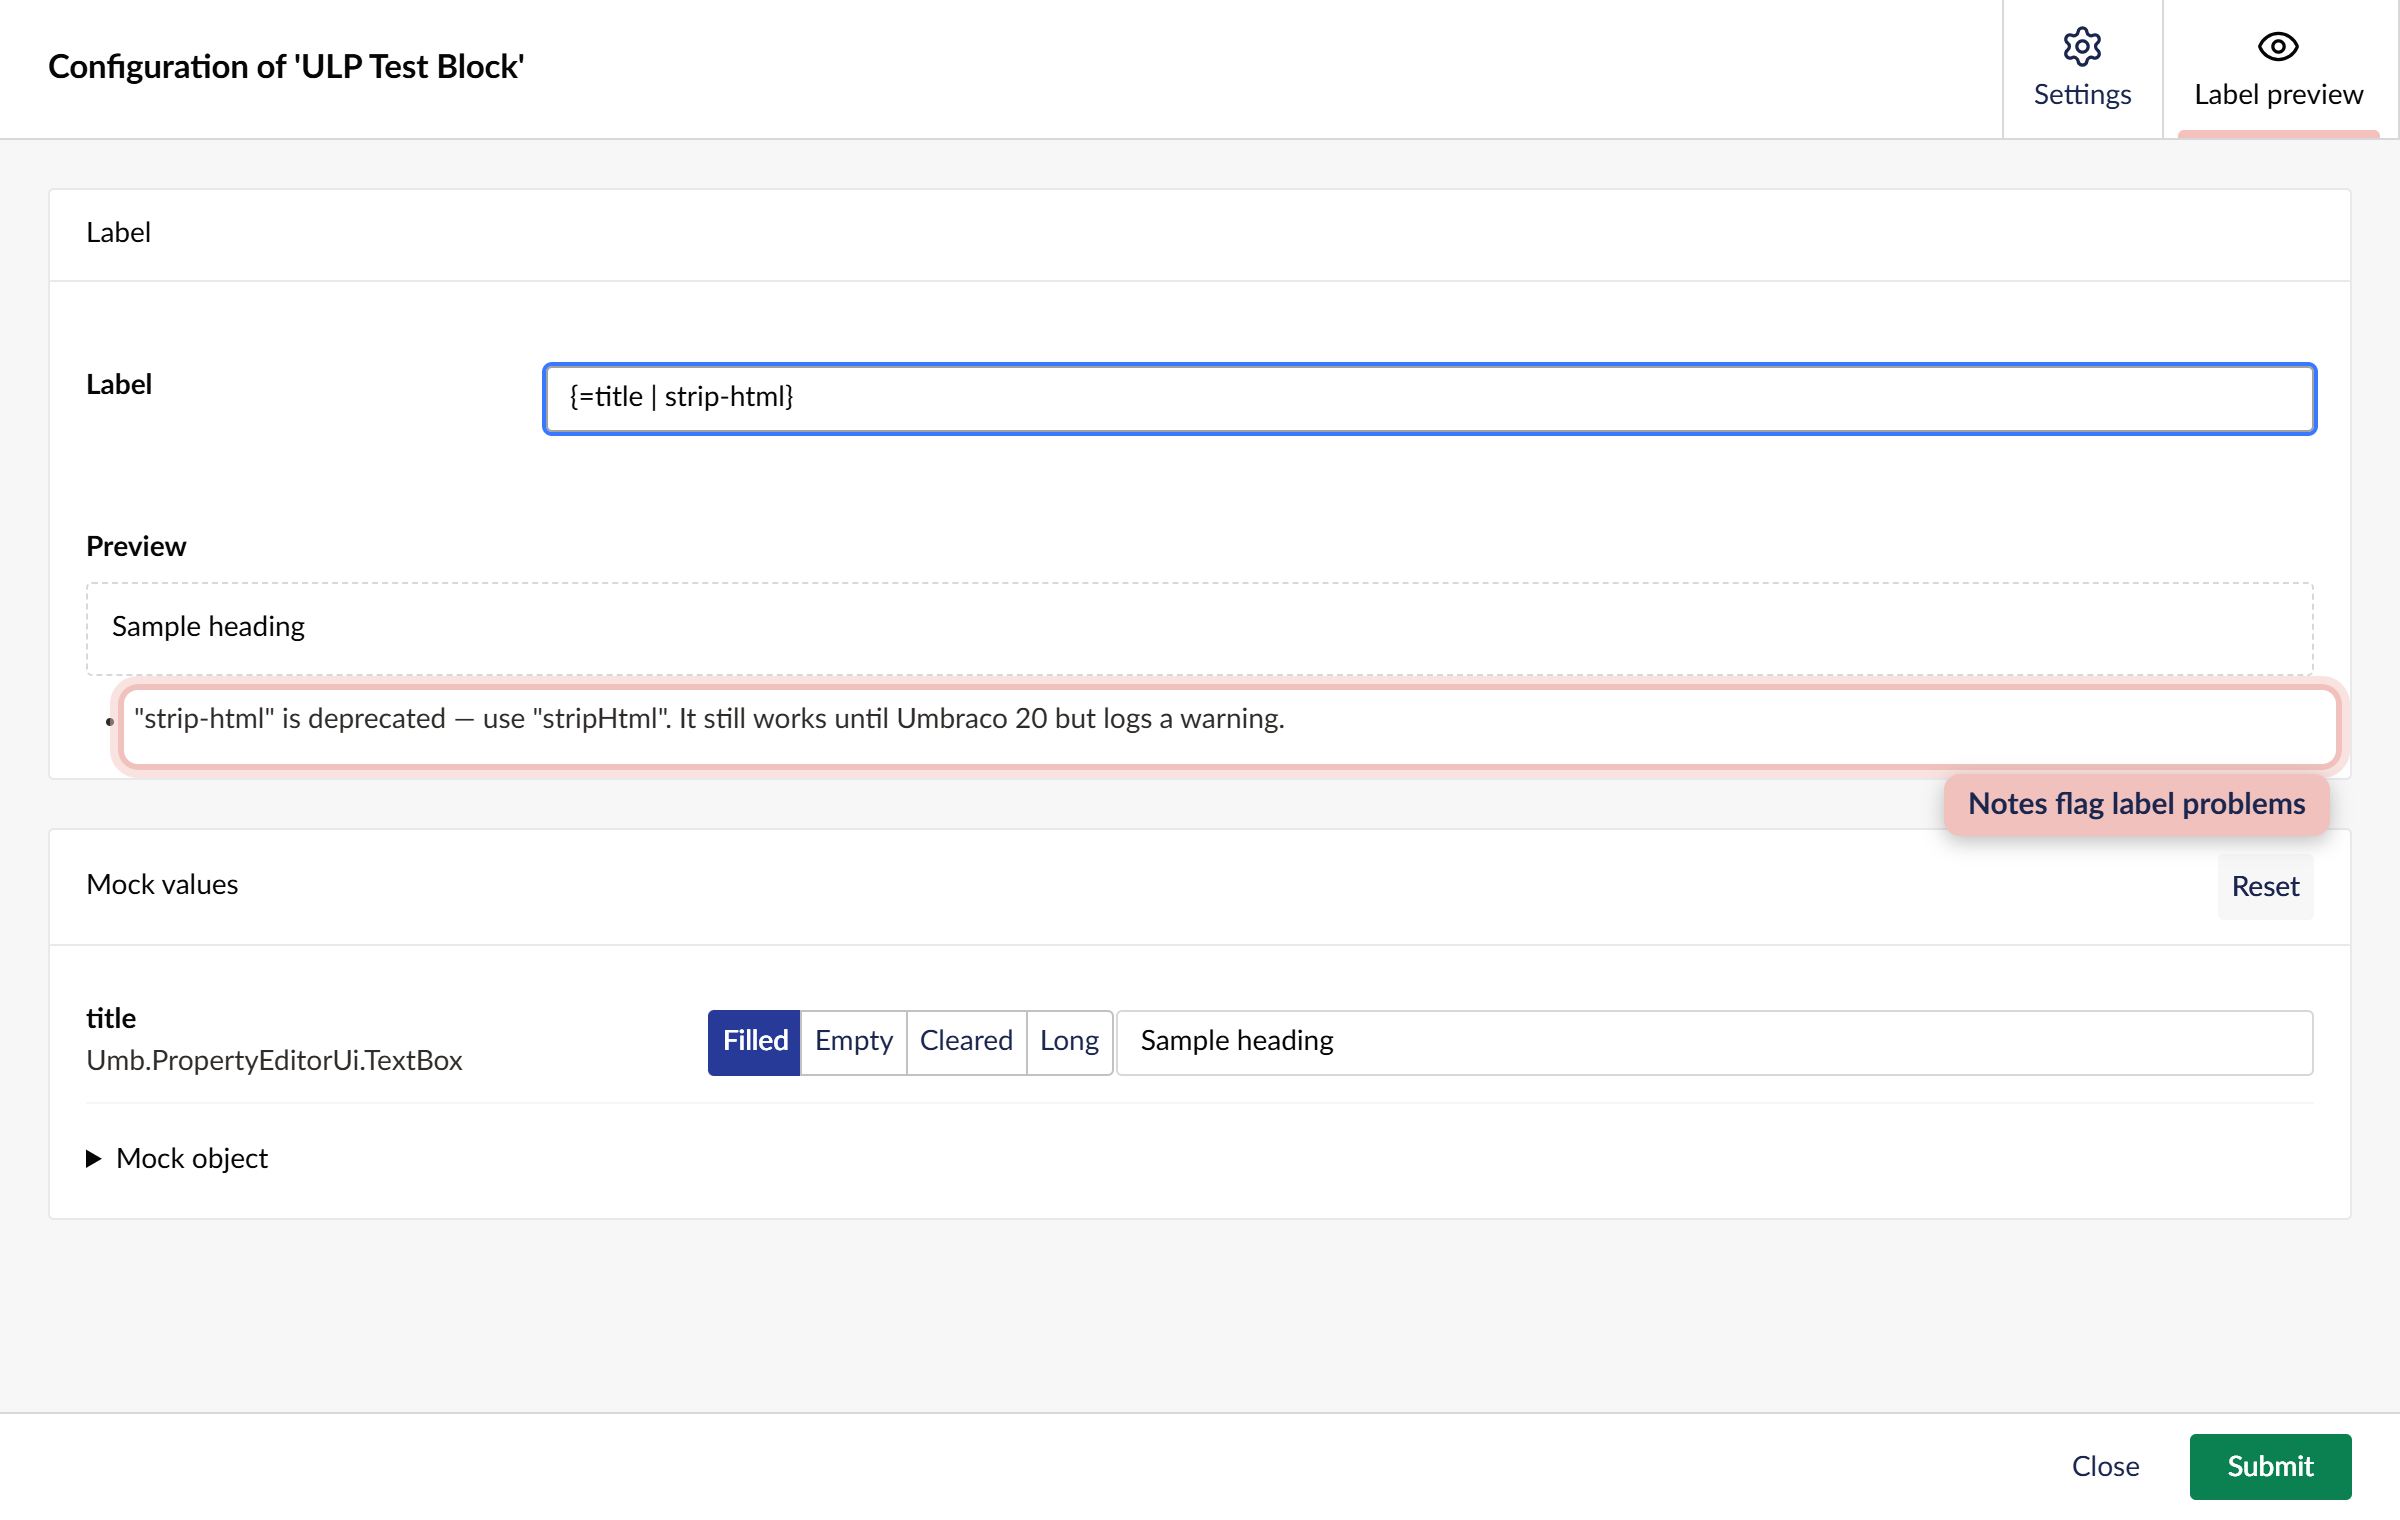 Configuration of 'ULP Test Block'
Settings
Label preview
Label
Label
{=title | strip-html}
Preview
Sample heading
• "strip-html" is deprecated — use "stripHtml". It still works until Umbraco 20 but logs a warning.
Notes flag label problems
Mock values
Reset
title
Umb.PropertyEditorUi.TextBox
Filled Empty Cleared Long Sample heading
Mock object
Close
Submit